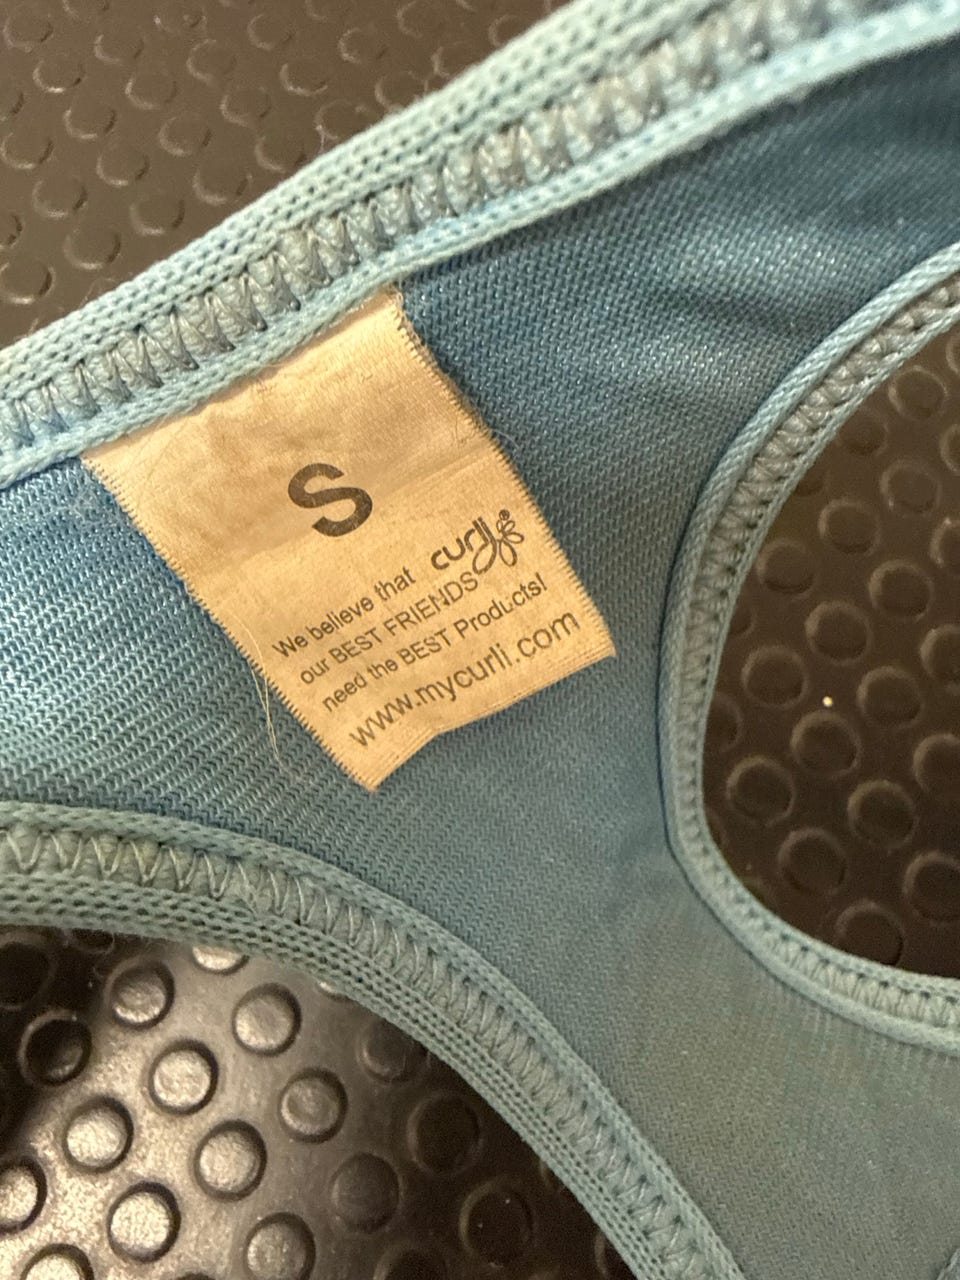 S
We believe that curli®
our BEST FRIENDS
need the BEST Products!
www.mycurli.com